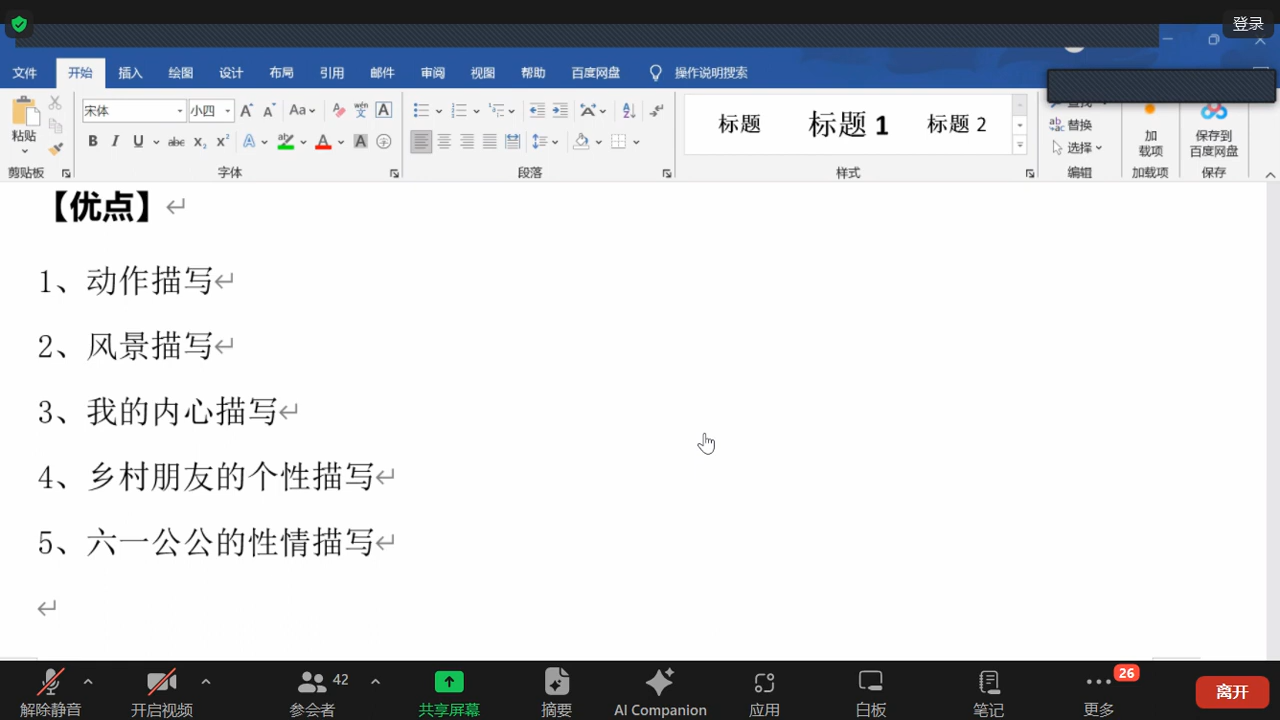 登录
文件 开始 插入 绘图 设计 布局 引用 邮件 审阅 视图 帮助 百度网盘 操作说明搜索
粘贴
剪贴板
宋体 小四
字体
段落
标题 标题 1 标题 2
样式
替换
选择
编辑
加载项
加载项
保存到百度网盘
保存
【优点】
1、动作描写
2、风景描写
3、我的内心描写
4、乡村朋友的个性描写
5、六一公公的性情描写
解除静音 开启视频 42 参会者 共享屏幕 摘要 AI Companion 应用 白板 笔记 26 更多 离开